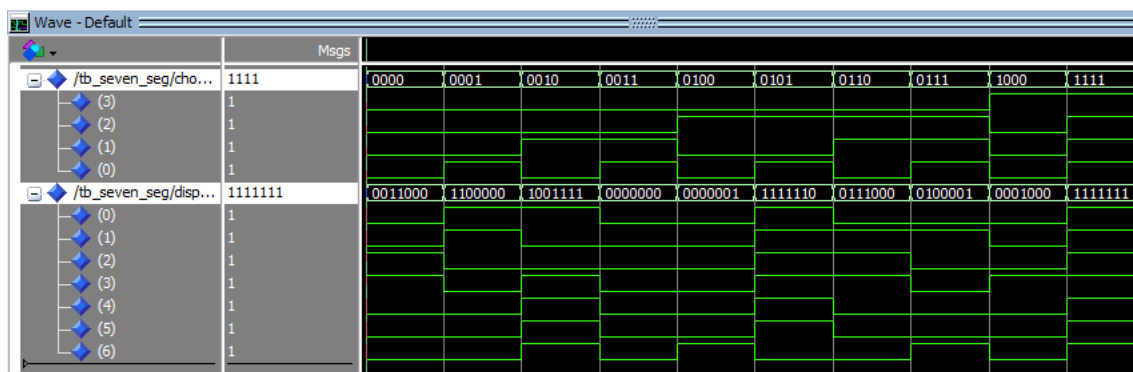 Wave - Default
Msgs
/tb_seven_seg/cho... 1111 0000 0001 0010 0011 0100 0101 0110 0111 1000 1111
(3) 1
(2) 1
(1) 1
(0) 1
/tb_seven_seg/disp... 1111111 0011000 1100000 1001111 0000000 0000001 1111110 0111000 0100001 0001000 1111111
(0) 1
(1) 1
(2) 1
(3) 1
(4) 1
(5) 1
(6) 1